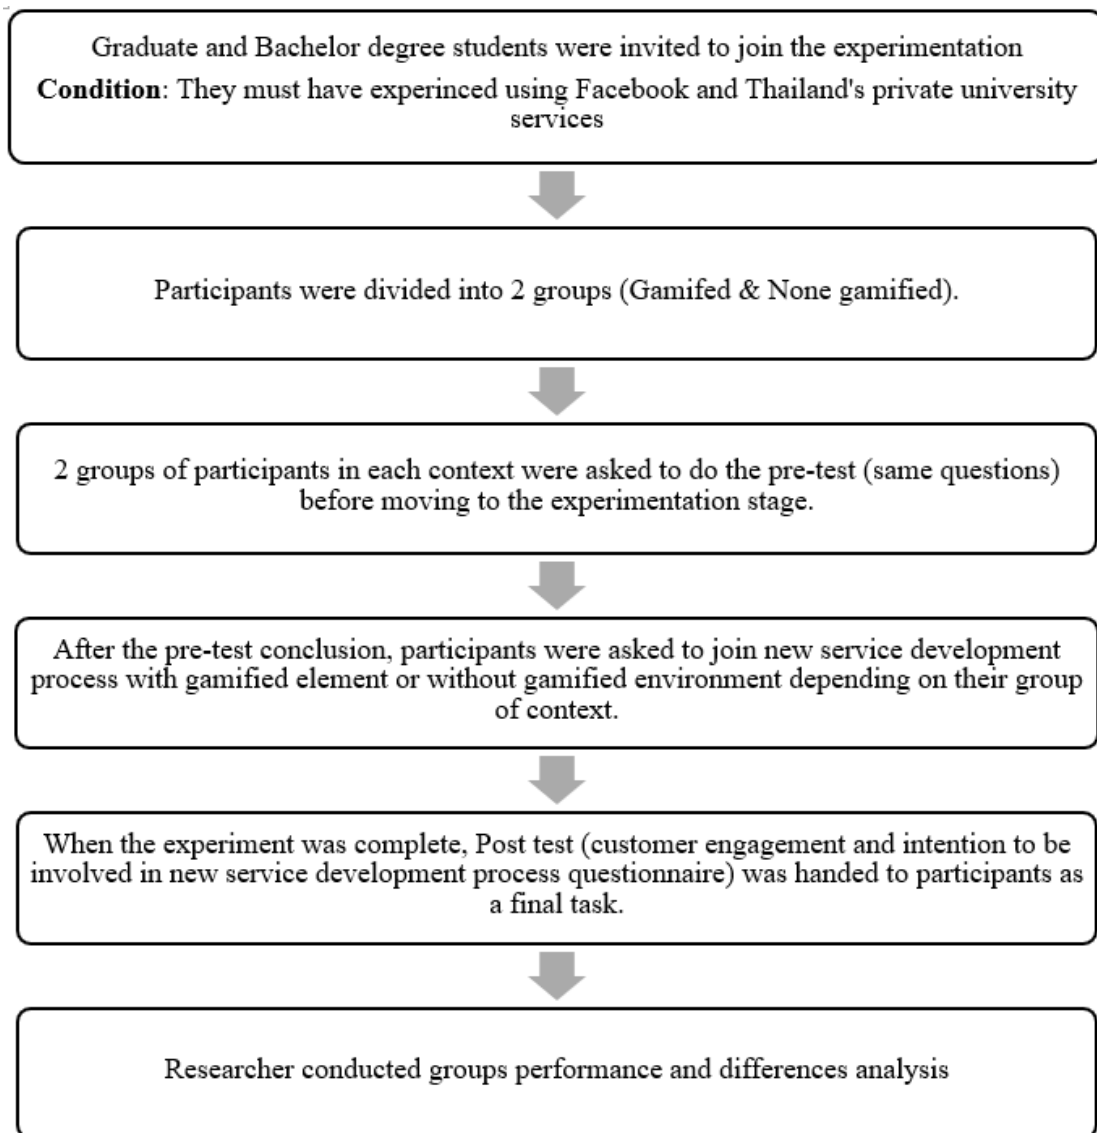 Graduate and Bachelor degree students were invited to join the experimentation
Condition: They must have experinced using Facebook and Thailand's private university
services
Participants were divided into 2 groups (Gamifed & None gamified).
2 groups of participants in each context were asked to do the pre-test (same questions)
before moving to the experimentation stage.
After the pre-test conclusion, participants were asked to join new service development
process with gamified element or without gamified environment depending on their group
of context.
When the experiment was complete, Post test (customer engagement and intention to be
involved in new service development process questionnaire) was handed to participants as
a final task.
Researcher conducted groups performance and differences analysis